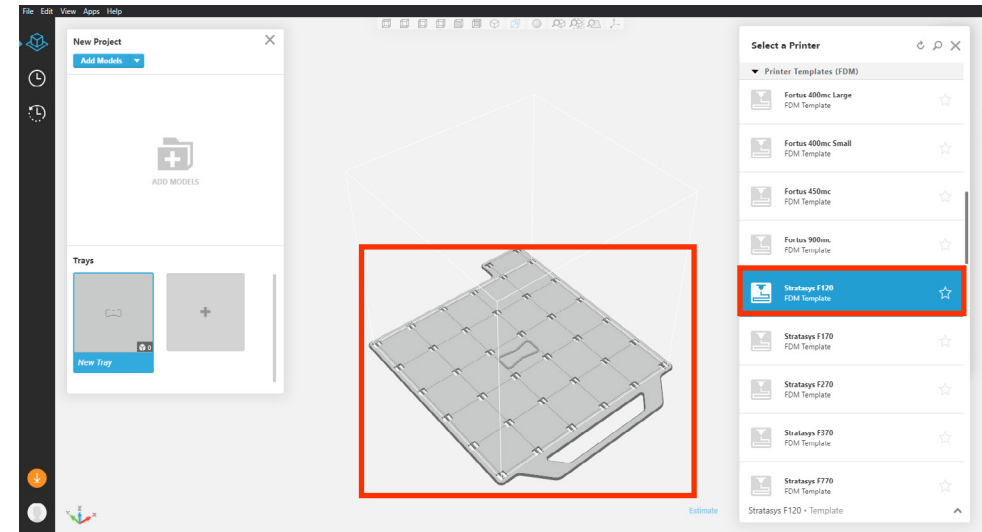 File Edit View Apps Help
New Project
Add Models
ADD MODELS
Trays
0
New Tray
+
Estimate
Select a Printer
Printer Templates (FDM)
Fortus 400mc Large
FDM Template
Fortus 400mc Small
FDM Template
Fortus 450mc
FDM Template
Fortus 900mc
FDM Template
Stratasys F120
FDM Template
Stratasys F170
FDM Template
Stratasys F270
FDM Template
Stratasys F370
FDM Template
Stratasys F770
FDM Template
Stratasys F120 • Template